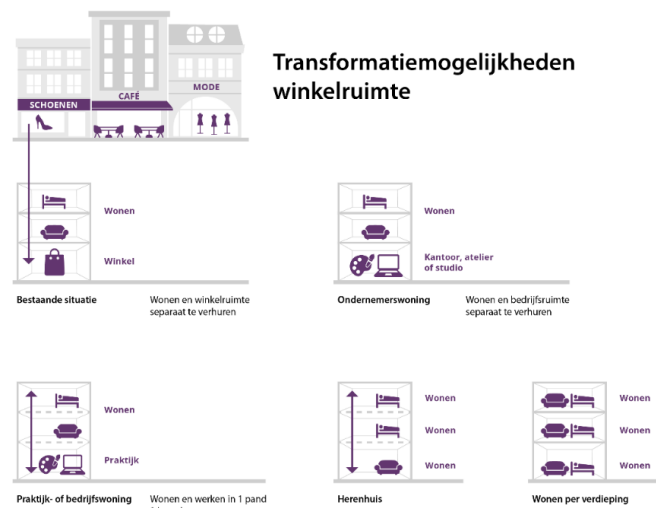 Transformatiemogelijkheden
winkelruimte
SCHOENEN
CAFÉ
MODE
Wonen
Winkel
Bestaande situatie
Wonen en winkelruimte
separaat te verhuren
Wonen
Kantoor, atelier
of studio
Ondernemerswoning
Wonen en bedrijfsruimte
separaat te verhuren
Wonen
Praktijk
Praktijk- of bedrijfswoning
Wonen en werken in 1 pand
Wonen
Wonen
Wonen
Herenhuis
Wonen
Wonen
Wonen
Wonen per verdieping